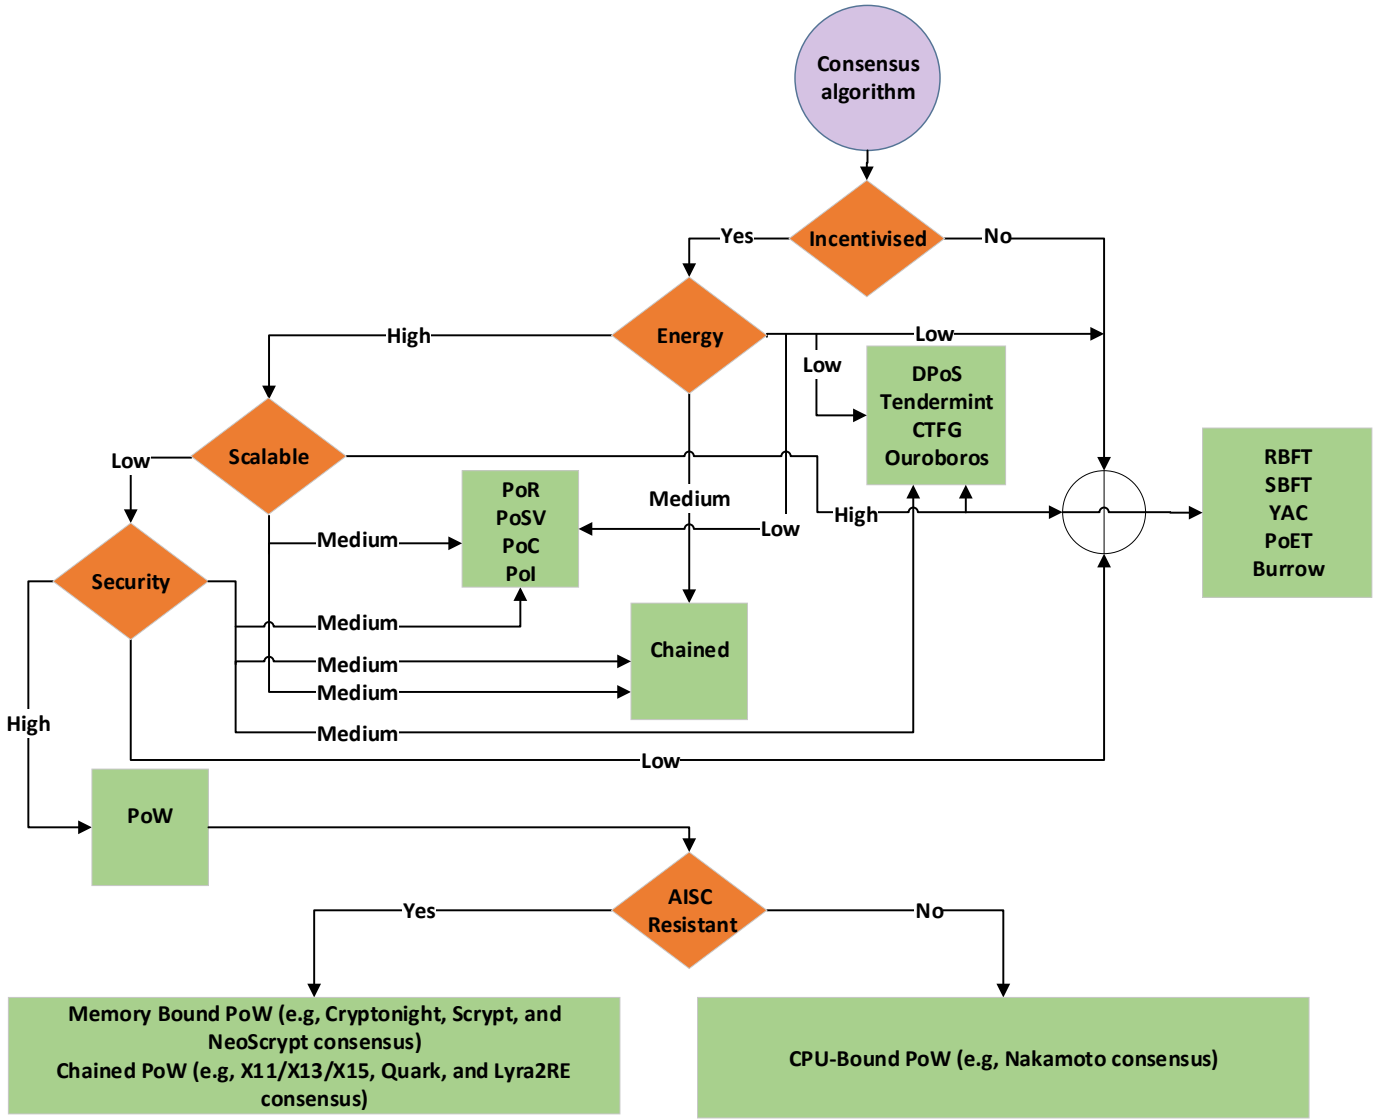 Consensus
algorithm
Incentivised
Yes
No
Energy
High
Low
Low
DPoS
Tendermint
CTFG
Ouroboros
Scalable
Low
RBFT
SBFT
YAC
PoET
Burrow
PoR
PoSV
PoC
PoI
Medium
High
Low
Medium
Security
Medium
Chained
Medium
Medium
Medium
High
Low
PoW
AISC
Resistant
Yes
No
Memory Bound PoW (e.g, Cryptonight, Scrypt, and
NeoScrypt consensus)
Chained PoW (e.g, X11/X13/X15, Quark, and Lyra2RE
consensus)
CPU-Bound PoW (e.g, Nakamoto consensus)